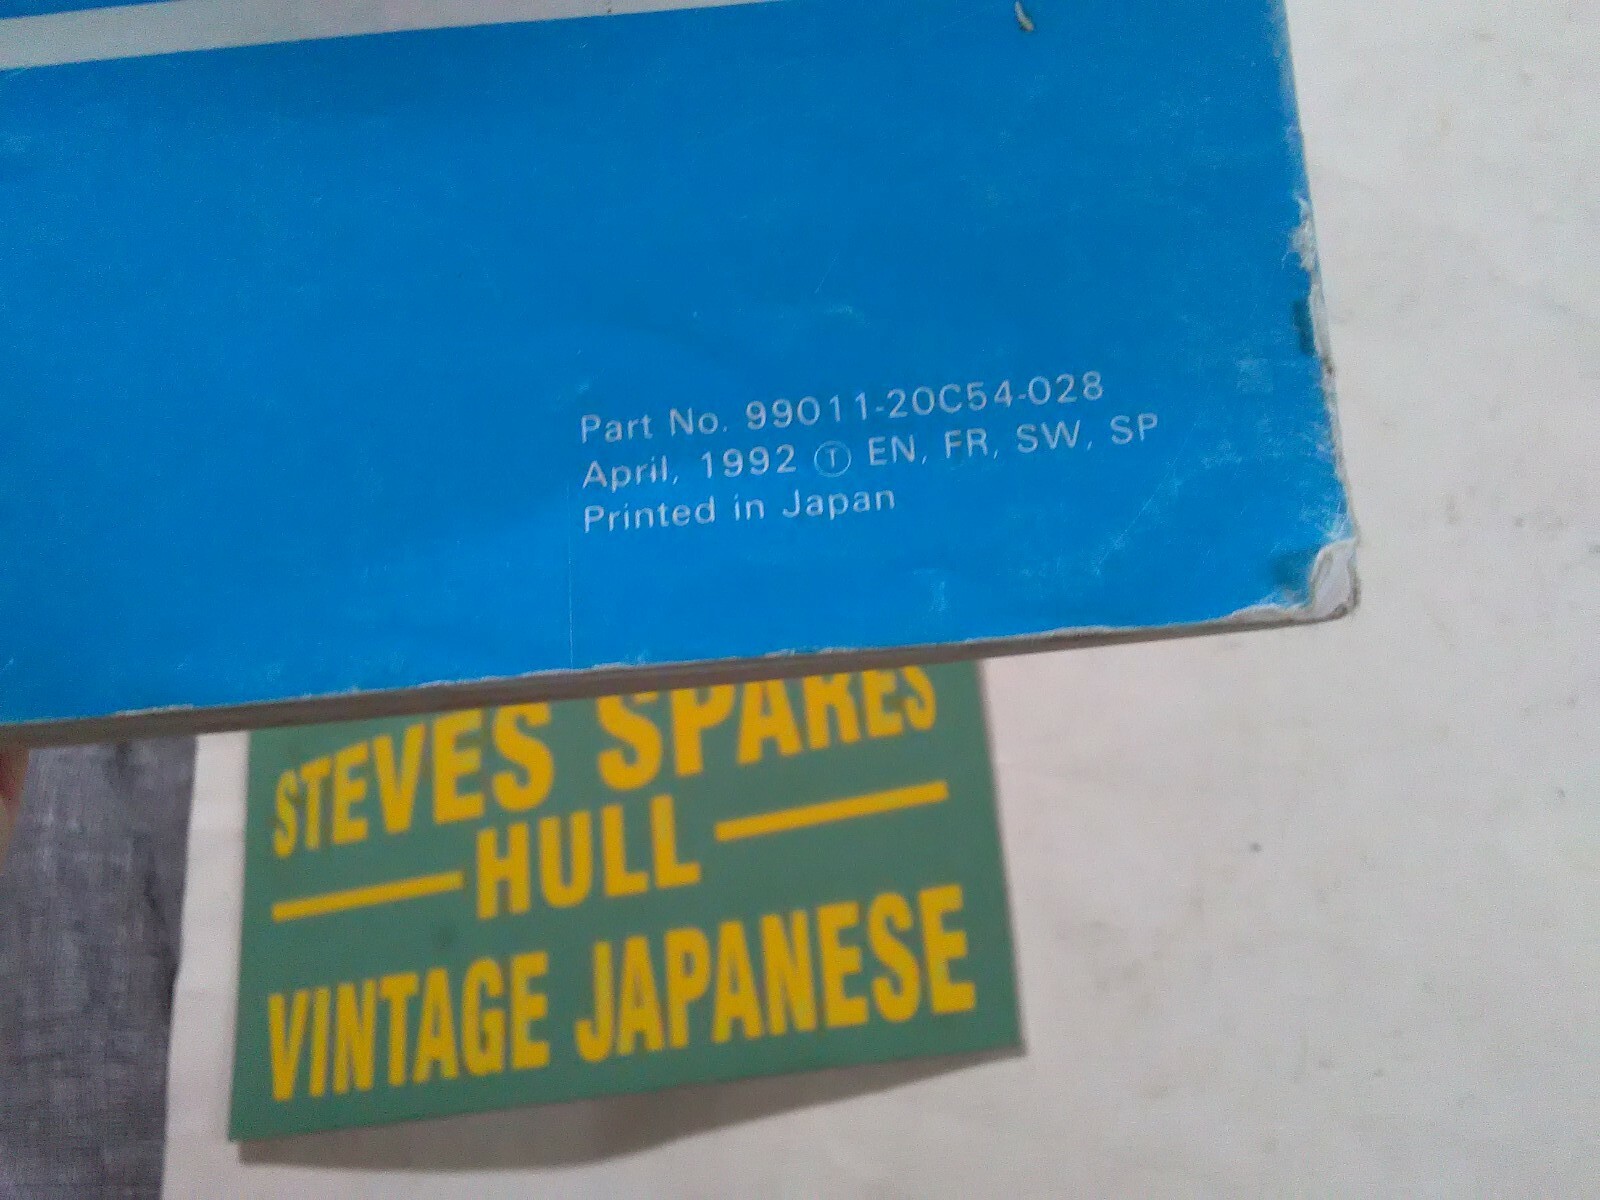 Part No. 99011-20C54-028
April, 1992 Ⓣ EN, FR, SW, SP
Printed in Japan
STEVES SPARES
HULL
VINTAGE JAPANESE